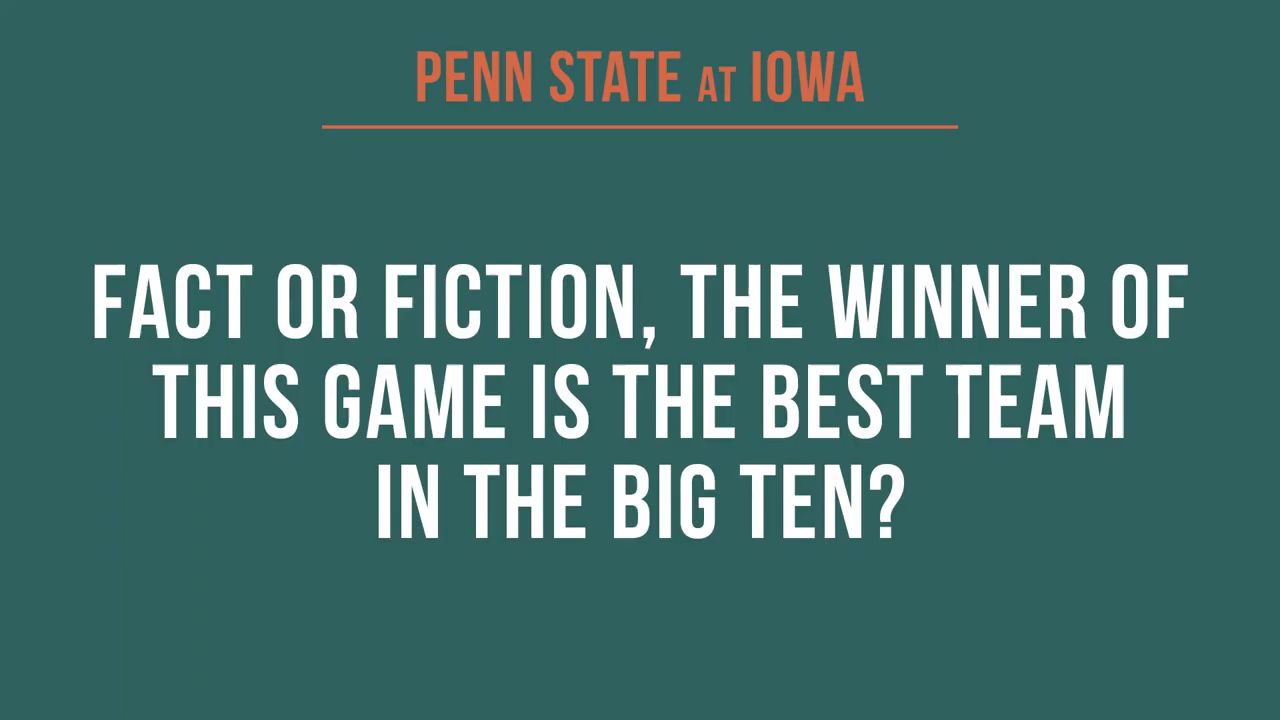 PENN STATE AT IOWA
FACT OR FICTION, THE WINNER OF
THIS GAME IS THE BEST TEAM
IN THE BIG TEN?